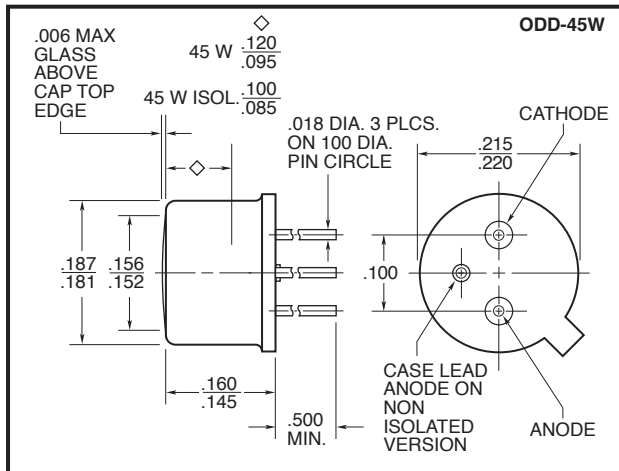 ODD-45W
.006 MAX
GLASS
ABOVE
CAP TOP
EDGE
◇
45 W .120
.095
45 W ISOL. .100
.085
◇
.018 DIA. 3 PLCS.
ON 100 DIA.
PIN CIRCLE
CATHODE
.215
.220
.187
.181
.156
.152
.100
.160
.145
.500
MIN.
CASE LEAD
ANODE ON
NON
ISOLATED
VERSION
ANODE